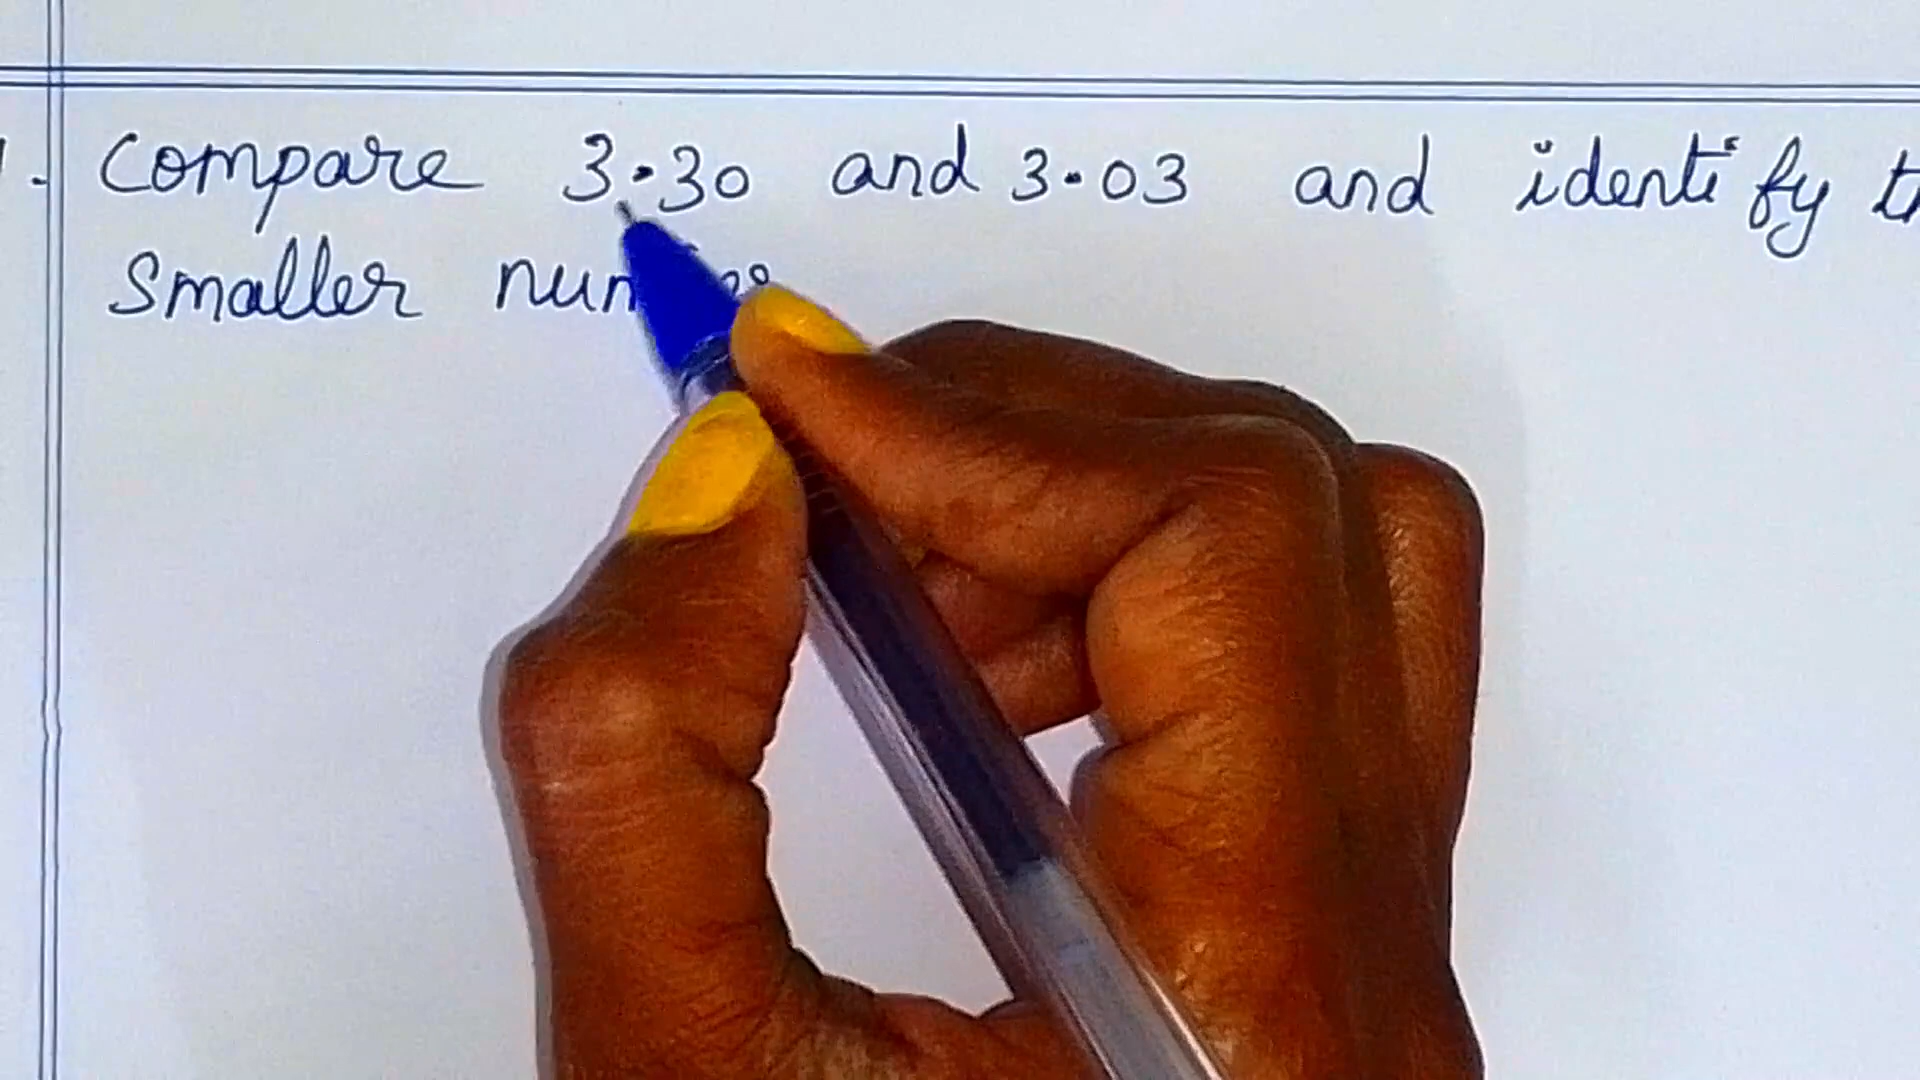 1. Compare 3.30 and 3.03 and identify
smaller